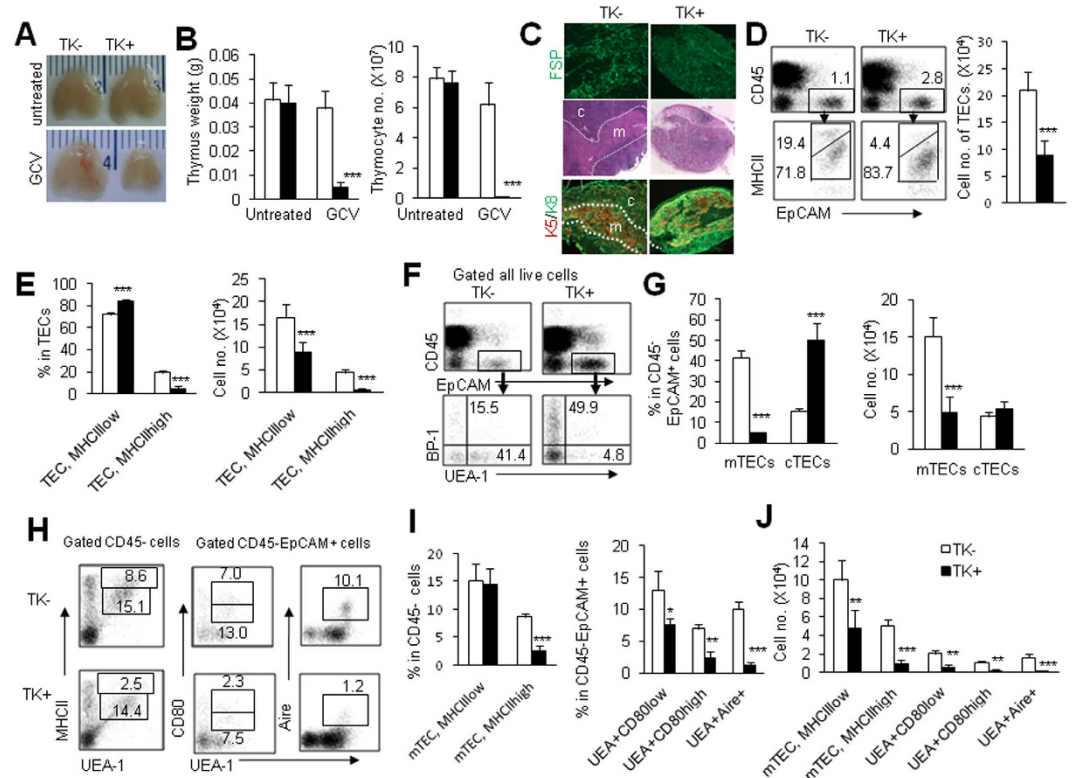 A
TK- TK+
untreated
GCV
4
B
Thymus weight (g)
0.06
0.05
0.04
0.03
0.02
0.01
0
Untreated GCV
***
Thymocyte no. (X10⁷)
10
8
6
4
2
0
Untreated GCV
***
C
TK- TK+
FSP
c
m
K5/K8
c
m
D
TK- TK+
CD45
1.1
2.8
MHCII
19.4
71.8
4.4
83.7
EpCAM
Cell no. of TECs. (X10⁴)
30
25
20
15
10
5
0
***
E
% in TECs
100
80
60
40
20
0
***
***
TEC, MHCIIlow
TEC, MHCIIhigh
Cell no. (X10⁴)
25
20
15
10
5
0
***
***
TEC, MHCIIlow
TEC, MHCIIhigh
F
Gated all live cells
TK- TK+
CD45
EpCAM
BP-1
15.5
41.4
49.9
4.8
UEA-1
G
% in CD45-
EpCAM+ cells
70
60
50
40
30
20
10
0
***
***
mTECs cTECs
Cell no. (X10⁴)
20
15
10
5
0
***
mTECs cTECs
H
Gated CD45- cells Gated CD45-EpCAM+ cells
TK-
8.6
15.1
7.0
13.0
10.1
TK+
2.5
14.4
2.3
7.5
1.2
MHCII
CD80
Aire
UEA-1 UEA-1
I
% in CD45- cells
20
15
10
5
0
***
mTEC, MHCIIlow
mTEC, MHCIIhigh
% in CD45-EpCAM+ cells
20
15
10
5
0
*
**
***
UEA+CD80low
UEA+CD80high
UEA+Aire+
J
TK-
TK+
Cell no. (X10⁴)
14
12
10
8
6
4
2
0
**
***
**
**
***
mTEC, MHCIIlow
mTEC, MHCIIhigh
UEA+CD80low
UEA+CD80high
UEA+Aire+